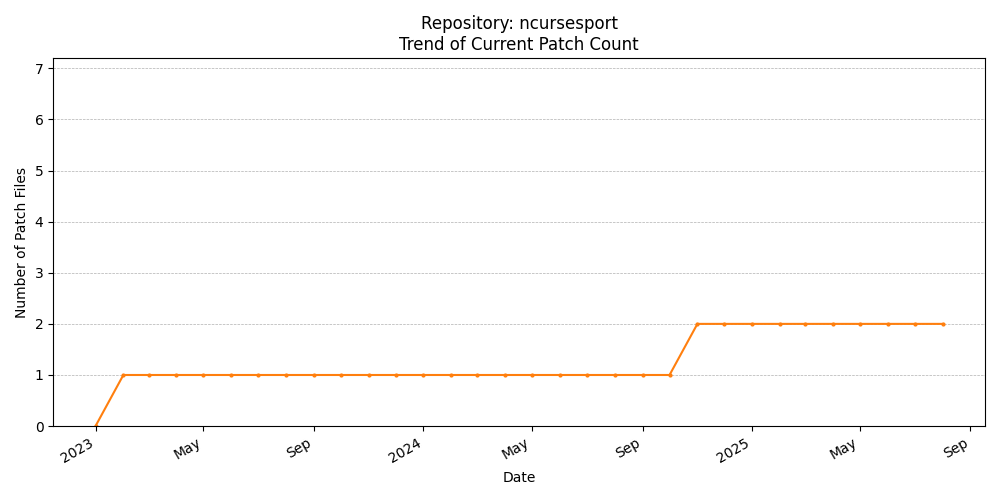 Repository: ncursesport
Trend of Current Patch Count
Number of Patch Files
7
6
5
4
3
2
1
0
2023
May
Sep
2024
May
Sep
2025
May
Sep
Date